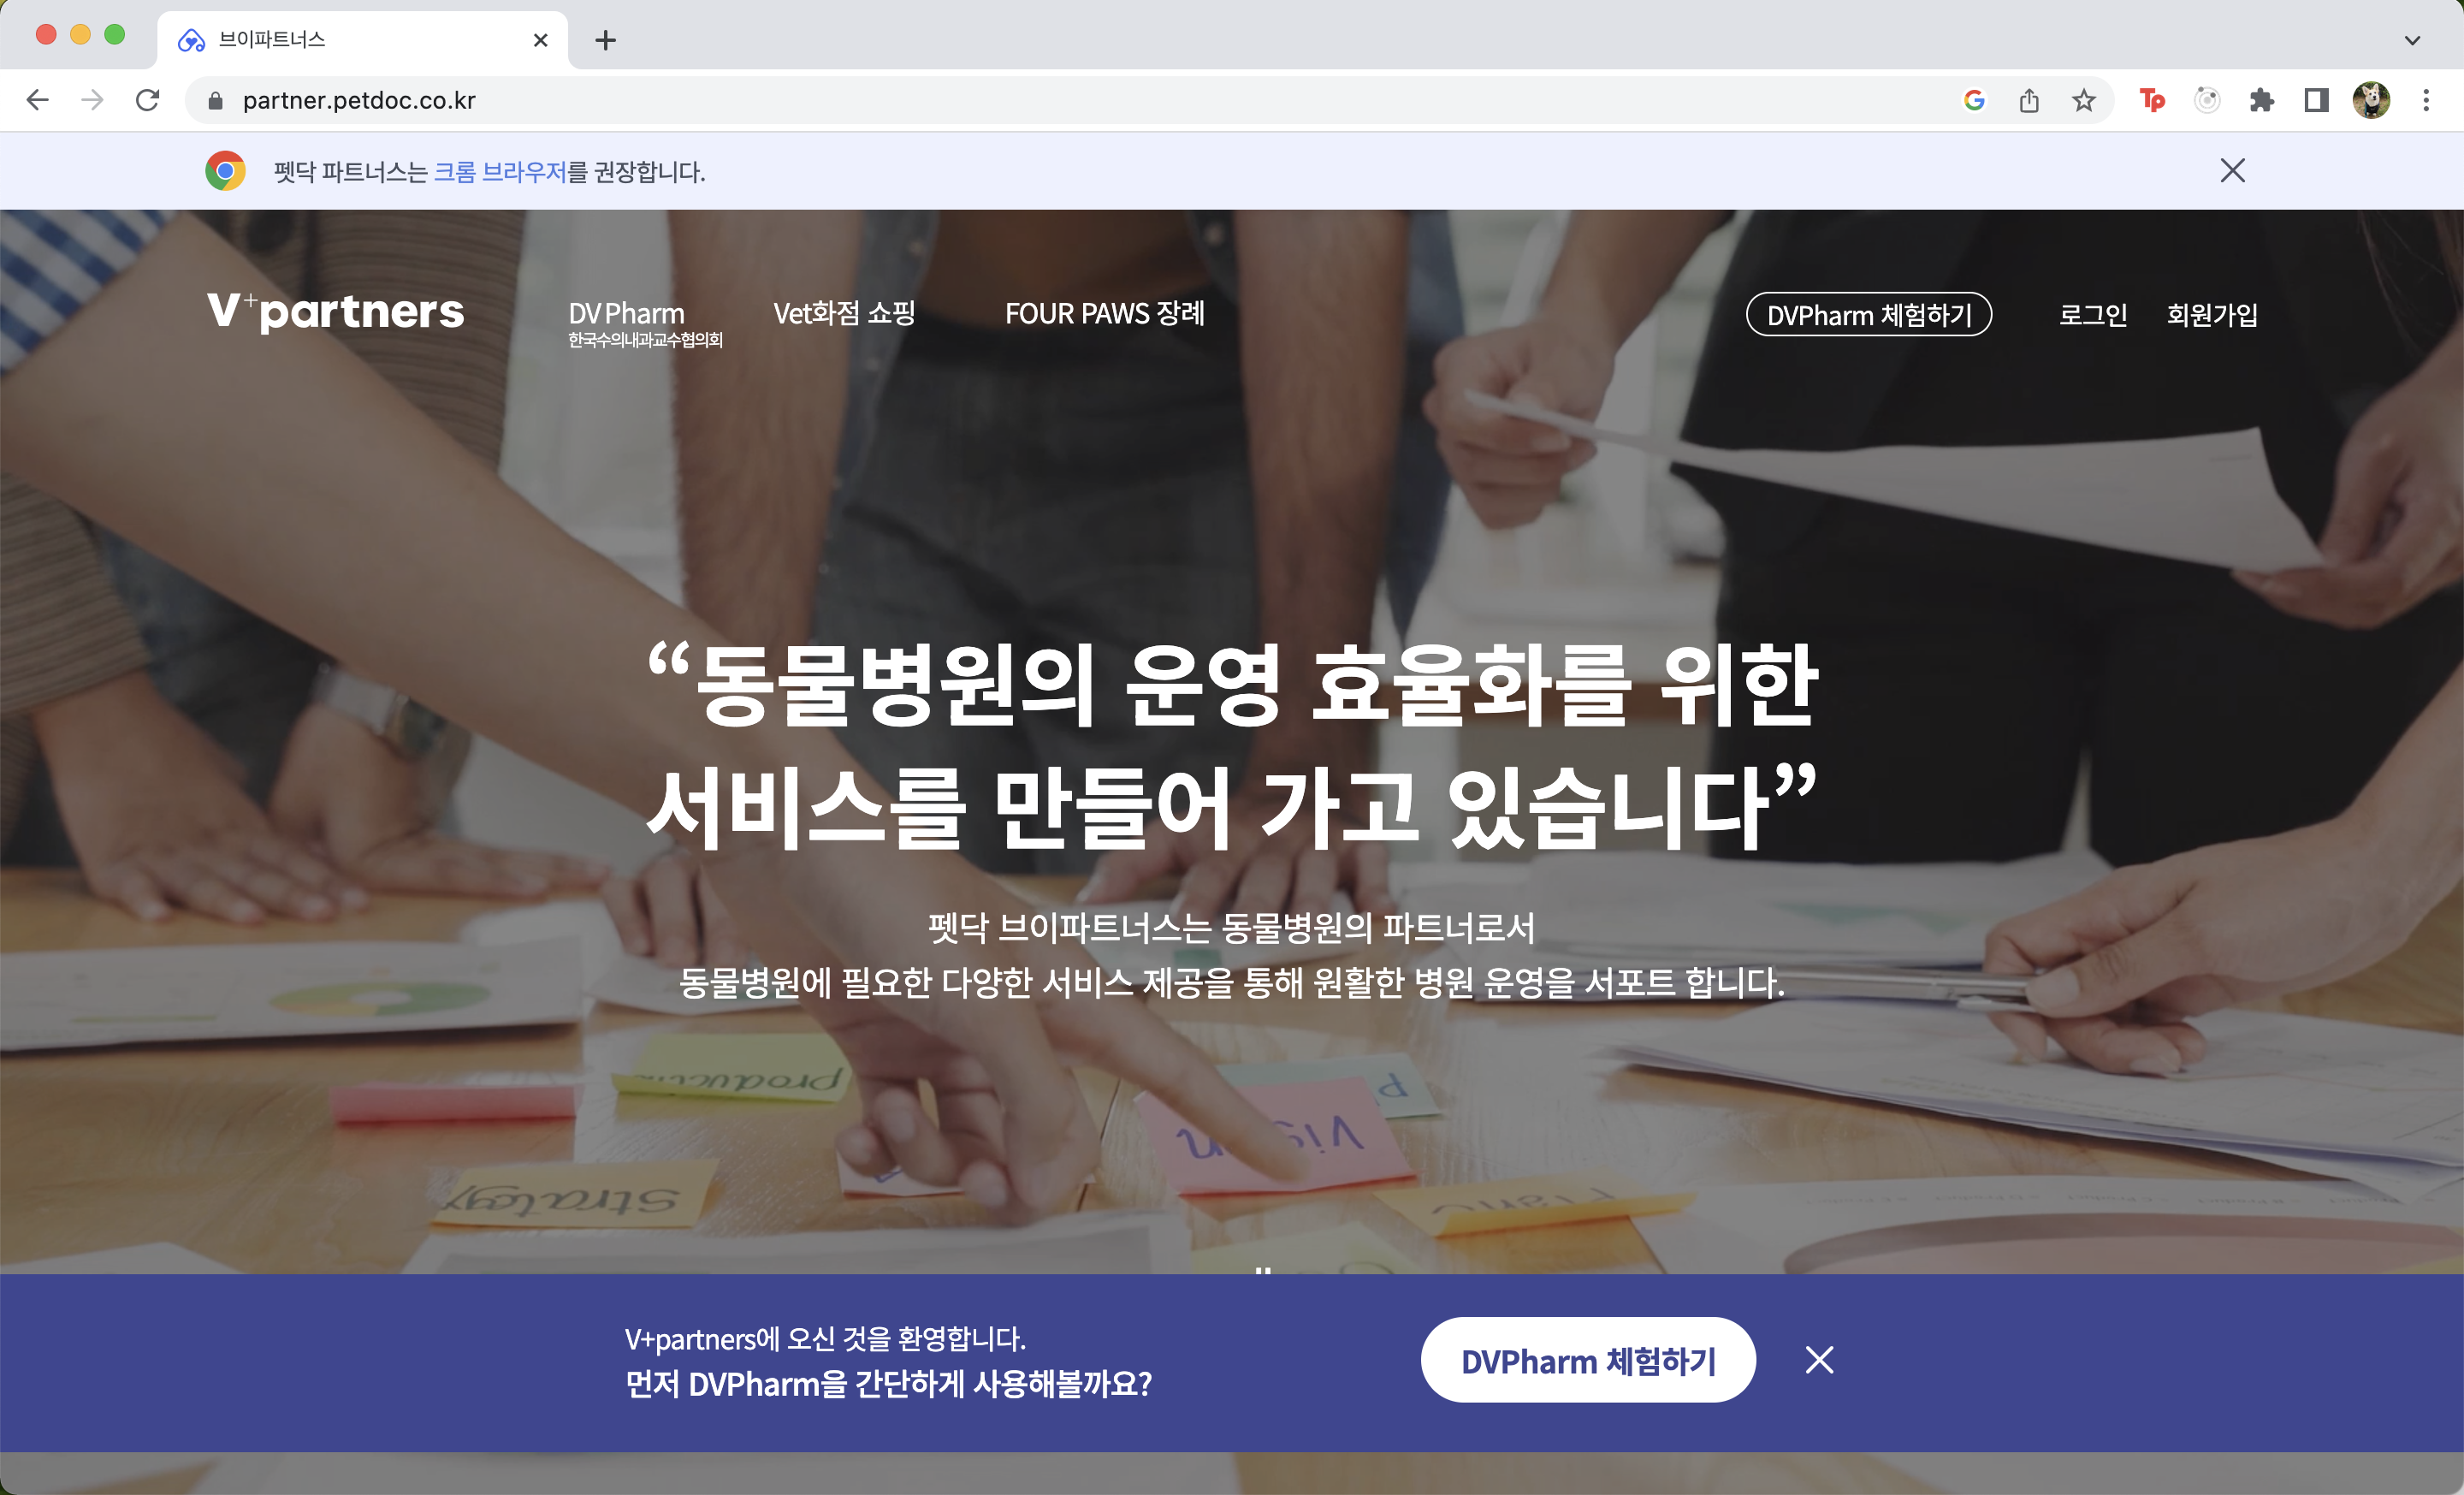 브이파트너스
partner.petdoc.co.kr
Tp
펫닥 파트너스는 크롬 브라우저를 권장합니다.
V+partners
DV Pharm
한국수의내과교수협의회
Vet화점 쇼핑
FOUR PAWS 장례
DVPharm 체험하기
로그인
회원가입
“동물병원의 운영 효율화를 위한
서비스를 만들어 가고 있습니다”
펫닥 브이파트너스는 동물병원의 파트너로서
동물병원에 필요한 다양한 서비스 제공을 통해 원활한 병원 운영을 서포트 합니다.
Strategy
V+partners에 오신 것을 환영합니다.
먼저 DVPharm을 간단하게 사용해볼까요?
DVPharm 체험하기